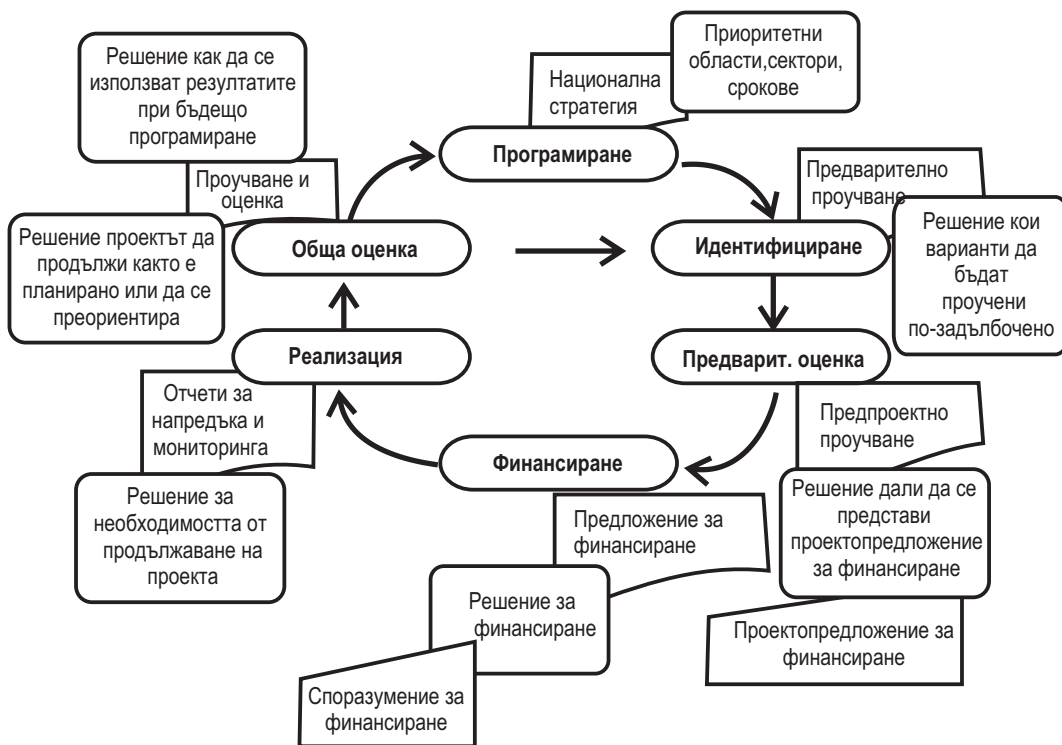 Решение как да се
използват резултатите
при бъдещо
програмиране
Национална
стратегия
Приоритетни
области,сектори,
срокове
Програмиране
Проучване и
оценка
Предварително
проучване
Решение проектът да
продължи както е
планирано или да се
преориентира
Обща оценка
Идентифициране
Решение кои
варианти да
бъдат
проучени
по-задълбочено
Реализация
Предварит. оценка
Отчети за
напредъка и
мониторинга
Предпроектно
проучване
Финансиране
Решение за
необходимостта от
продължаване на
проекта
Предложение за
финансиране
Решение дали да се
представи
проектопредложение
за финансиране
Решение за
финансиране
Проектопредложение за
финансиране
Споразумение за
финансиране